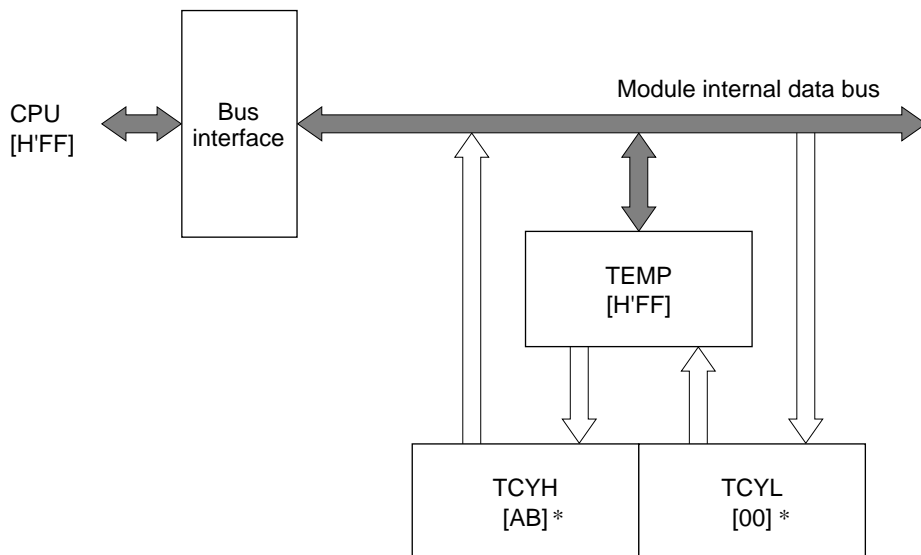 Module internal data bus
CPU
[H'FF]
Bus
interface
TEMP
[H'FF]
TCYH
[AB] *
TCYL
[00] *